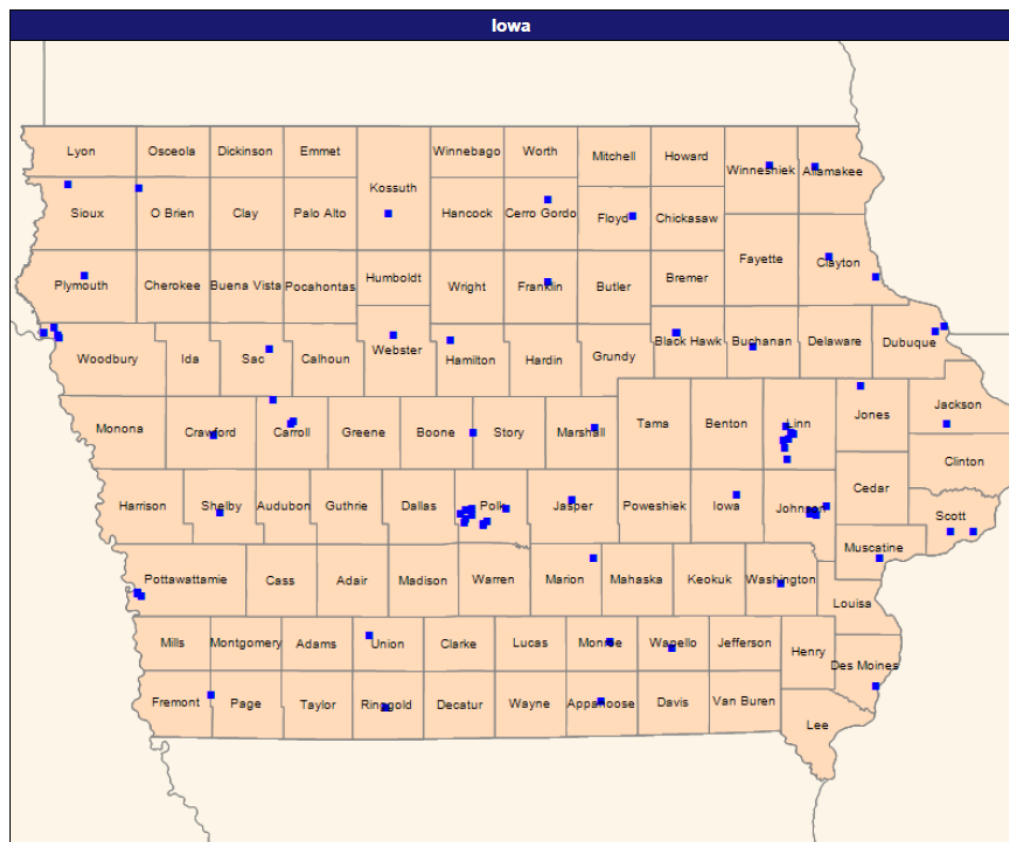 Iowa
Lyon
Osceola
Dickinson
Emmet
Winnebago
Worth
Mitchell
Howard
Winneshiek
Allamakee
Kossuth
Sioux
O Brien
Clay
Palo Alto
Hancock
Cerro Gordo
Floyd
Chickasaw
Fayette
Clayton
Plymouth
Cherokee
Buena Vista
Pocahontas
Humboldt
Wright
Franklin
Butler
Bremer
Woodbury
Ida
Sac
Calhoun
Webster
Hamilton
Hardin
Grundy
Black Hawk
Buchanan
Delaware
Dubuque
Monona
Crawford
Carroll
Greene
Boone
Story
Marshall
Tama
Benton
Linn
Jones
Jackson
Clinton
Harrison
Shelby
Audubon
Guthrie
Dallas
Polk
Jasper
Poweshiek
Iowa
Johnson
Cedar
Scott
Muscatine
Pottawattamie
Cass
Adair
Madison
Warren
Marion
Mahaska
Keokuk
Washington
Louisa
Mills
Montgomery
Adams
Union
Clarke
Lucas
Monroe
Wapello
Jefferson
Henry
Des Moines
Fremont
Page
Taylor
Ringgold
Decatur
Wayne
Appanoose
Davis
Van Buren
Lee